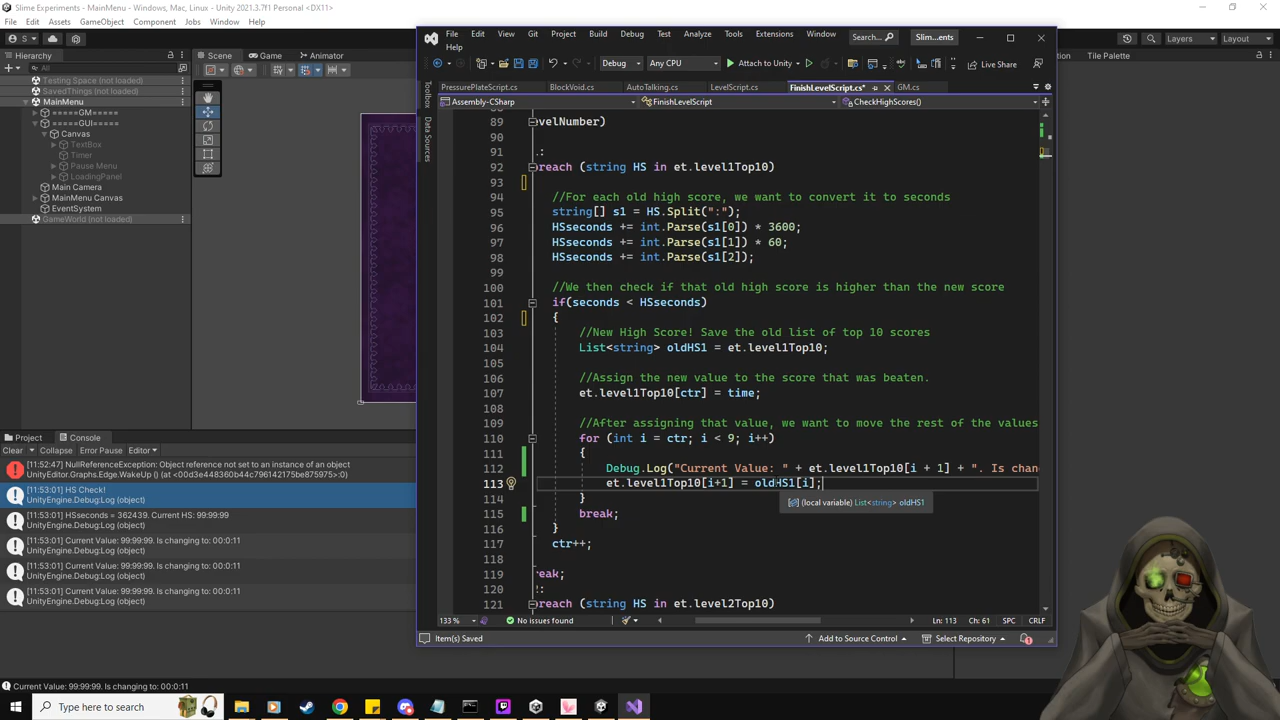 Slime Experiments - MainMenu - Windows, Mac, Linux - Unity 2021.3.7f1 Personal <DX11>
File Edit Assets GameObject Component Jobs Window Help
S
Layers Layout
Hierarchy
All
Testing Space (not loaded)
SavedThings (not loaded)
MainMenu
=====GM=====
=====GUI=====
Canvas
TextBox
Timer
Pause Menu
LoadingPanel
Main Camera
MainMenu Canvas
EventSystem
GameWorld (not loaded)
Scene Game Animator
Tile Palette
File Edit View Git Project Build Debug Test Analyze Tools Extensions Window
Help
Search... Slim...ents
Debug Any CPU Attach to Unity Live Share
Toolbox
Data Sources
PressurePlateScript.cs BlockVoid.cs AutoTalking.cs LevelScript.cs FinishLevelScript.cs* GM.cs
Assembly-CSharp FinishLevelScript CheckHighScores()
89 velNumber)
90
91 .:
92 reach (string HS in et.level1Top10)
93
94 //For each old high score, we want to convert it to seconds
95 string[] s1 = HS.Split(":");
96 HSseconds += int.Parse(s1[0]) * 3600;
97 HSseconds += int.Parse(s1[1]) * 60;
98 HSseconds += int.Parse(s1[2]);
99
100 //We then check if that old high score is higher than the new score
101 if(seconds < HSseconds)
102 {
103 //New High Score! Save the old list of top 10 scores
104 List<string> oldHS1 = et.level1Top10;
105
106 //Assign the new value to the score that was beaten.
107 et.level1Top10[ctr] = time;
108
109 //After assigning that value, we want to move the rest of the values
110 for (int i = ctr; i < 9; i++)
111 {
112 Debug.Log("Current Value: " + et.level1Top10[i + 1] + ". Is chan
113 et.level1Top10[i+1] = oldHS1[i];
114 }
(local variable) List<string> oldHS1
115 break;
116 }
117 ctr++;
118
119 eak;
120 :
121 reach (string HS in et.level2Top10)
133 % No issues found Ln: 113 Ch: 61 SPC CRLF
Item(s) Saved Add to Source Control Select Repository 1
Project Console
Clear Collapse Error Pause Editor
[11:52:47] NullReferenceException: Object reference not set to an instance of an object
UnityEditor.Graphs.Edge.WakeUp () (at <00d3e448360b4c96794142175be875975>:0)
[11:53:01] HS Check!
UnityEngine.Debug:Log (object)
[11:53:01] HSseconds = 362439. Current HS: 99:99:99
UnityEngine.Debug:Log (object)
[11:53:01] Current Value: 99:99:99. Is changing to: 00:0:11
UnityEngine.Debug:Log (object)
[11:53:01] Current Value: 99:99:99. Is changing to: 00:0:11
UnityEngine.Debug:Log (object)
[11:53:01] Current Value: 99:99:99. Is changing to: 00:0:11
UnityEngine.Debug:Log (object)
Current Value: 99:99:99. Is changing to: 00:0:11
Type here to search